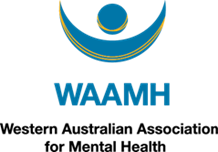 WAAMH
Western Australian Association
for Mental Health